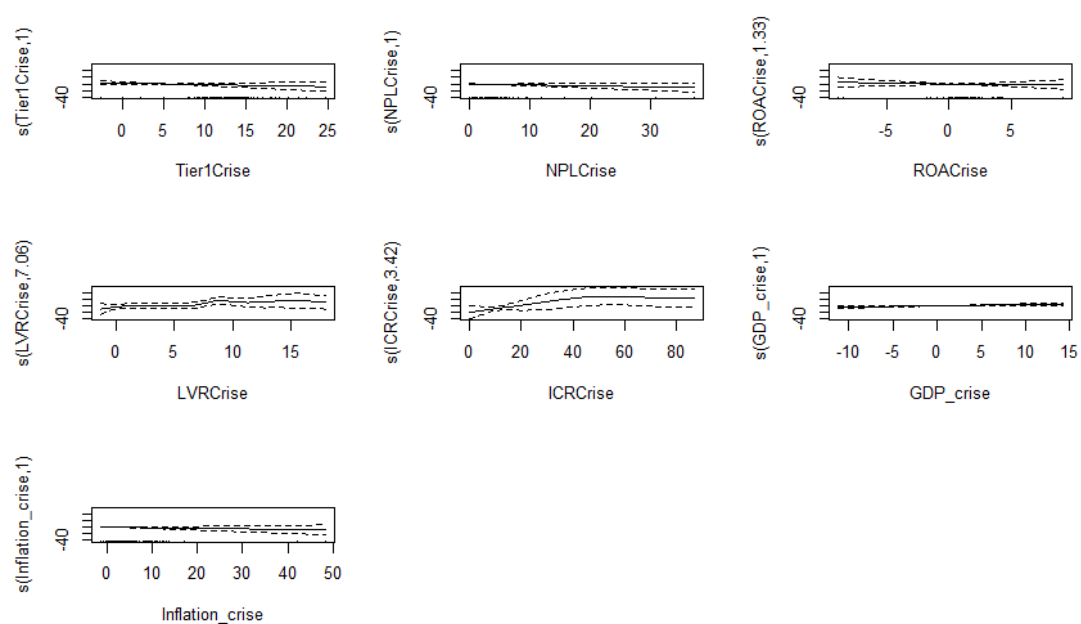 s(Tier1Crise,1)
-40
0 5 10 15 20 25
Tier1Crise
s(NPLCrise,1)
-40
0 10 20 30
NPLCrise
s(ROACrise,1.33)
-40
-5 0 5
ROACrise
s(LVRCrise,7.06)
-40
0 5 10 15
LVRCrise
s(ICRCrise,3.42)
-40
0 20 40 60 80
ICRCrise
s(GDP_crise,1)
-40
-10 -5 0 5 10 15
GDP_crise
s(Inflation_crise,1)
-40
0 10 20 30 40 50
Inflation_crise